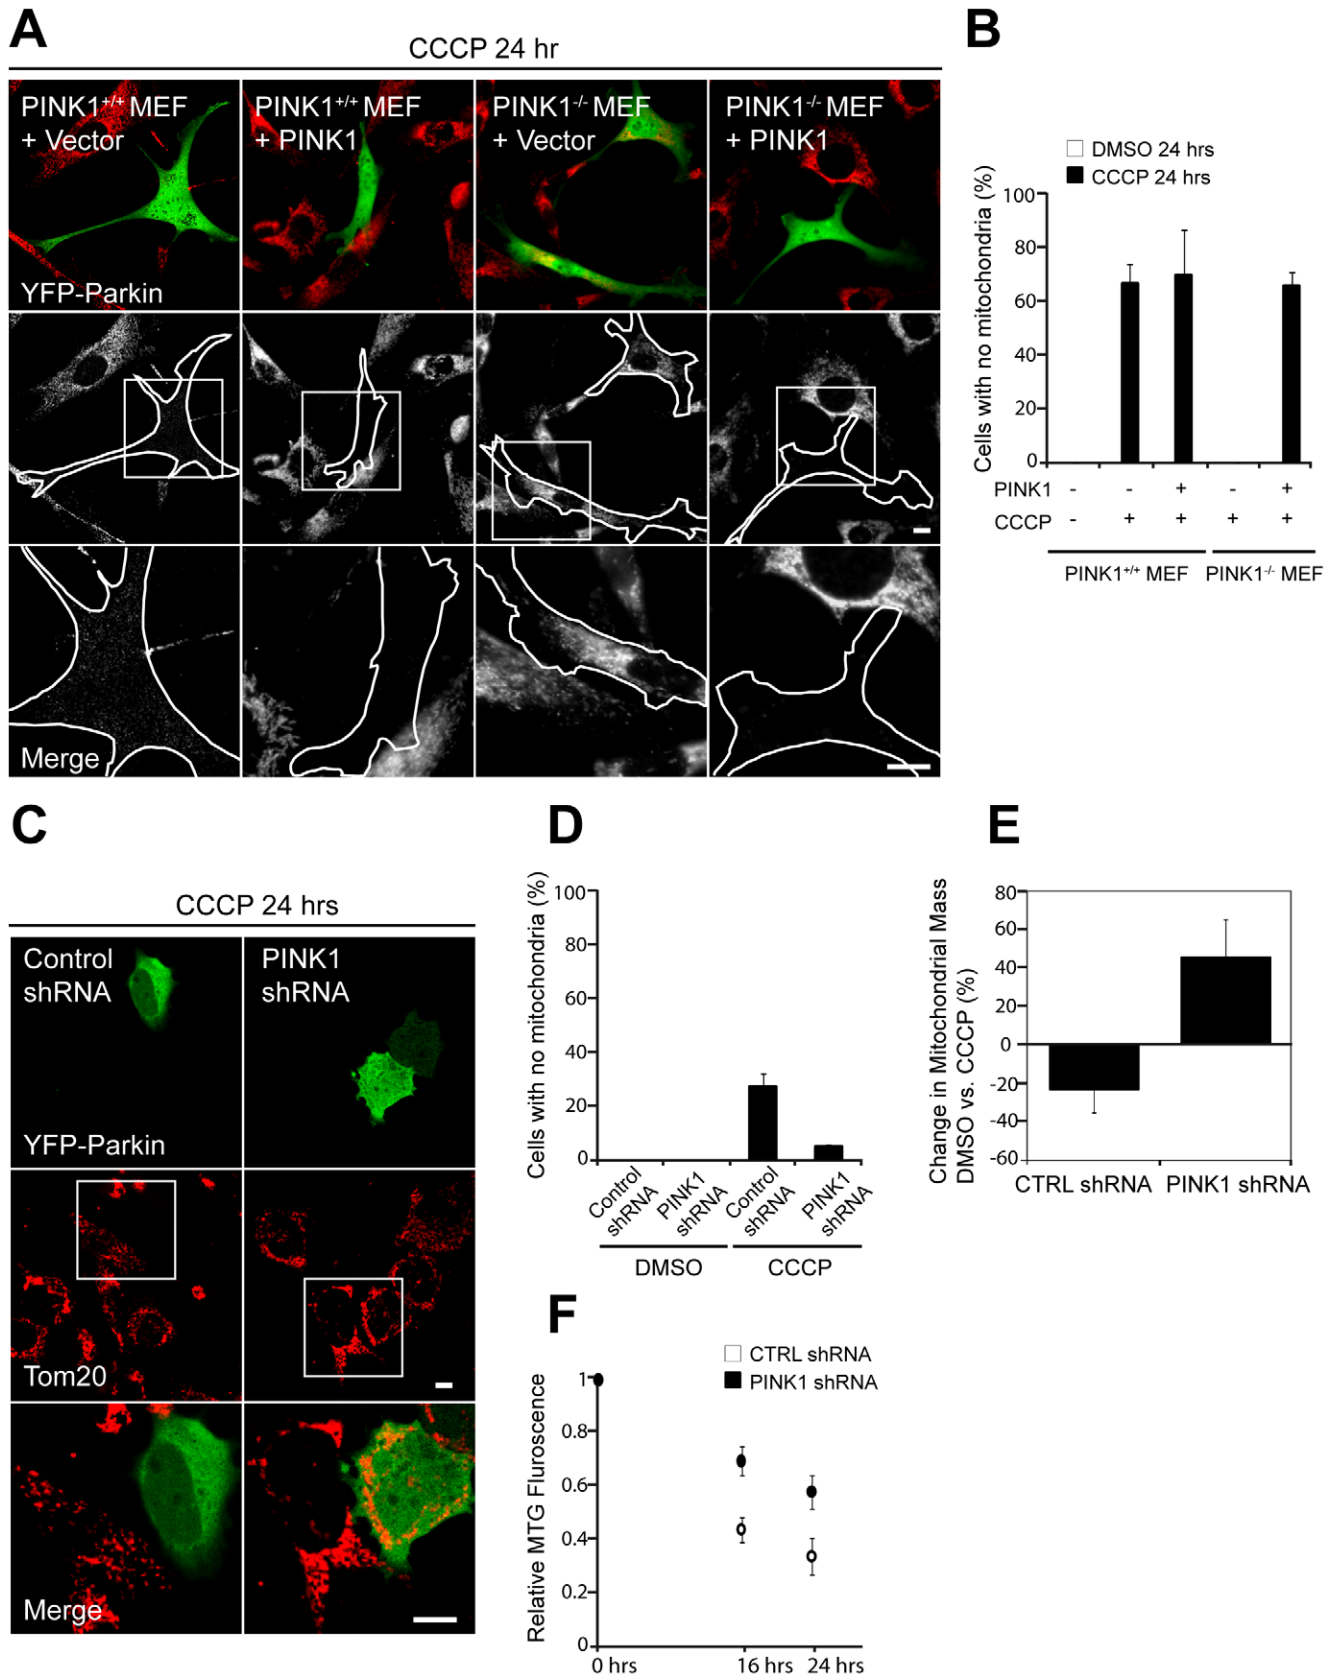 A
CCCP 24 hr
PINK1+/+ MEF
+ Vector
PINK1+/+ MEF
+ PINK1
PINK1-/- MEF
+ Vector
PINK1-/- MEF
+ PINK1
YFP-Parkin
Merge
B
DMSO 24 hrs
CCCP 24 hrs
Cells with no mitochondria (%)
100
80
60
40
20
0
PINK1 - - + - +
CCCP - + + + +
PINK1+/+ MEF PINK1-/- MEF
C
CCCP 24 hrs
Control
shRNA
PINK1
shRNA
YFP-Parkin
Tom20
Merge
D
Cells with no mitochondria (%)
100
80
60
40
20
0
Control
shRNA
PINK1
shRNA
Control
shRNA
PINK1
shRNA
DMSO CCCP
E
Change in Mitochondrial Mass
DMSO vs. CCCP (%)
80
60
40
20
0
-20
-40
-60
CTRL shRNA PINK1 shRNA
F
CTRL shRNA
PINK1 shRNA
Relative MTG Fluroscence
1
0.8
0.6
0.4
0.2
0
0 hrs 16 hrs 24 hrs